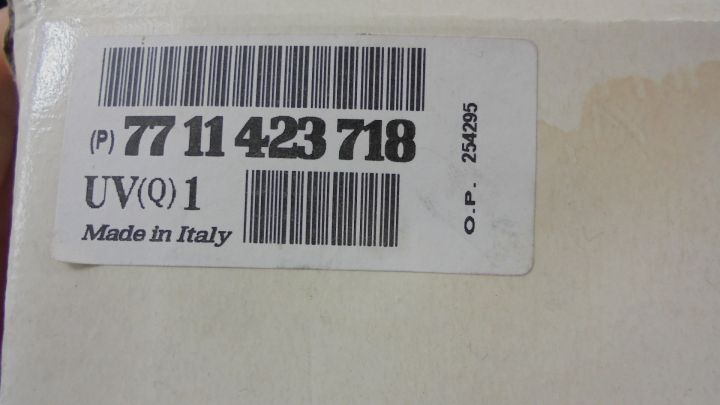 (P) 77 11 423 718
UV(Q) 1
Made in Italy
O.P. 254295